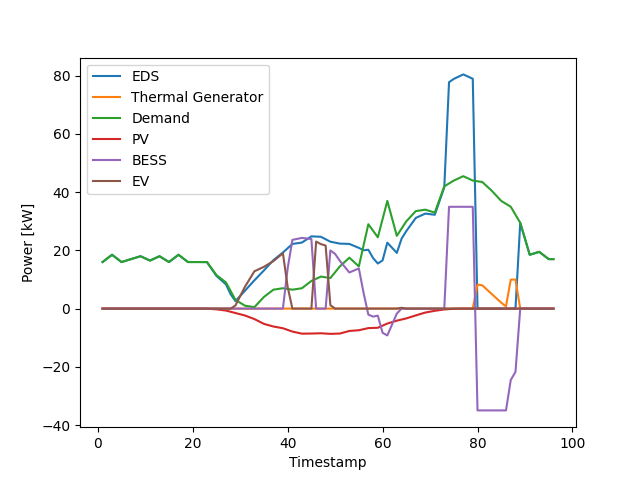 80
60
40
20
0
−20
−40
Power [kW]
EDS
Thermal Generator
Demand
PV
BESS
EV
0
20
40
60
80
100
Timestamp